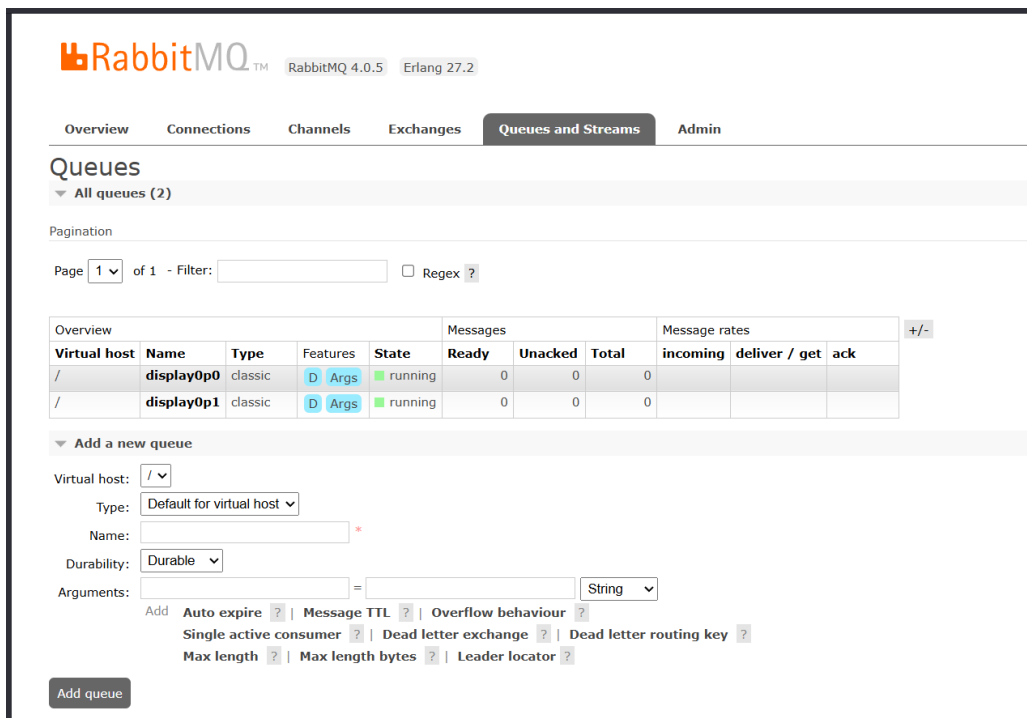 RabbitMQ TM RabbitMQ 4.0.5 Erlang 27.2
Overview Connections Channels Exchanges Queues and Streams Admin
Queues
All queues (2)
Pagination
Page 1 of 1 - Filter: Regex ?
Overview Messages Message rates +/-
Virtual host Name Type Features State Ready Unacked Total incoming deliver / get ack
/ display0p0 classic D Args running 0 0 0
/ display0p1 classic D Args running 0 0 0
Add a new queue
Virtual host: /
Type: Default for virtual host
Name: *
Durability: Durable
Arguments: = String
Add Auto expire ? | Message TTL ? | Overflow behaviour ?
Single active consumer ? | Dead letter exchange ? | Dead letter routing key ?
Max length ? | Max length bytes ? | Leader locator ?
Add queue